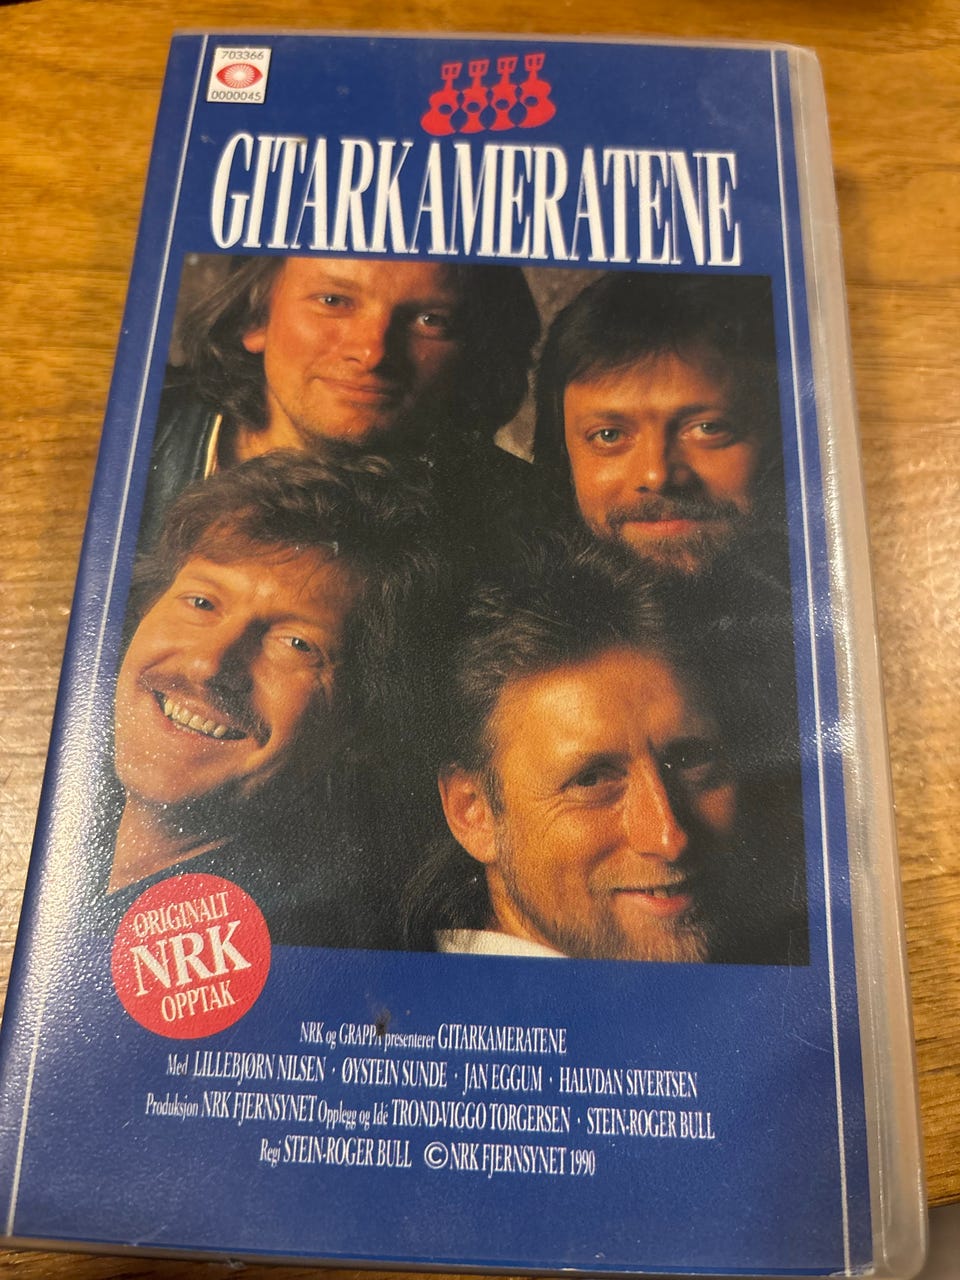 703366
0000045
GITARKAMERATENE
ORIGINALT
NRK
OPPTAK
NRK og GRAPPA presenterer GITARKAMERATENE
Med LILLEBJØRN NILSEN · ØYSTEIN SUNDE · JAN EGGUM · HALVDAN SIVERTSEN
Produksjon NRK FJERNSYNET Opplegg og Idé TROND-VIGGO TORGERSEN · STEIN-ROGER BULL
Regi STEIN-ROGER BULL ©NRK FJERNSYNET 1990